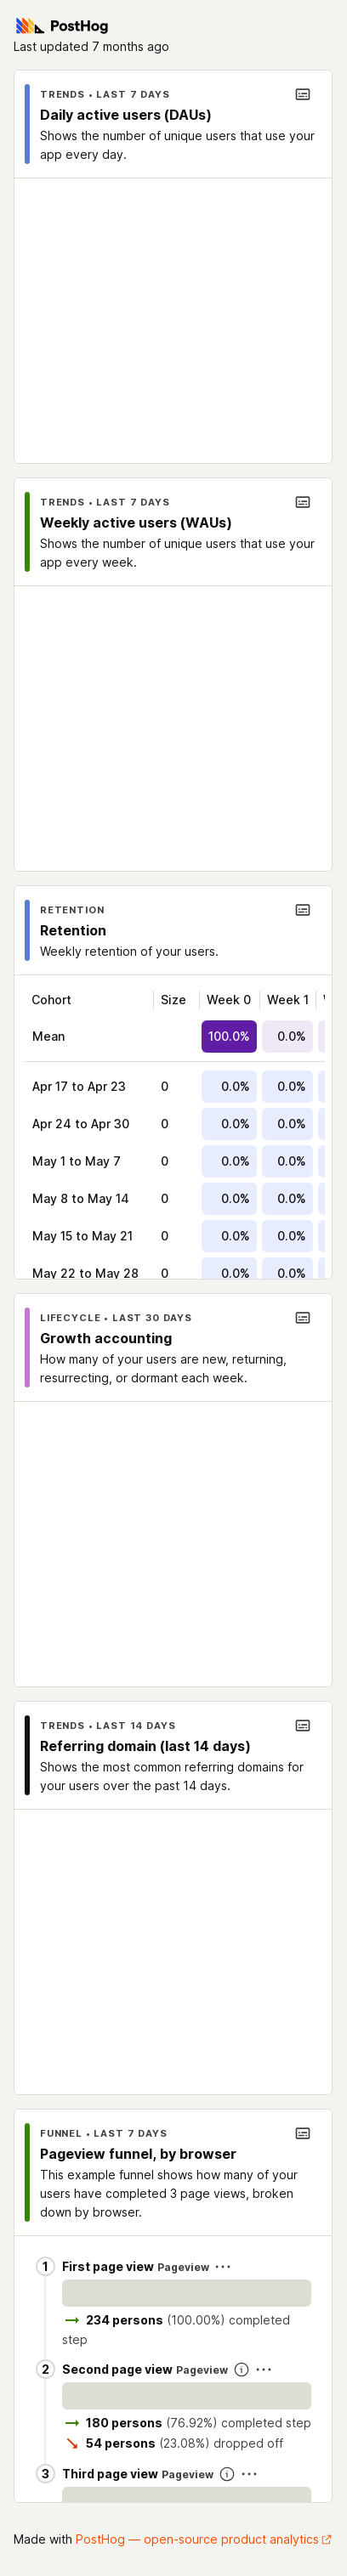 PostHog
Last updated 7 months ago
TRENDS • LAST 7 DAYS
Daily active users (DAUs)
Shows the number of unique users that use your
app every day.
TRENDS • LAST 7 DAYS
Weekly active users (WAUs)
Shows the number of unique users that use your
app every week.
RETENTION
Retention
Weekly retention of your users.
Cohort Size Week 0 Week 1
Mean 100.0% 0.0%
Apr 17 to Apr 23 0 0.0% 0.0%
Apr 24 to Apr 30 0 0.0% 0.0%
May 1 to May 7 0 0.0% 0.0%
May 8 to May 14 0 0.0% 0.0%
May 15 to May 21 0 0.0% 0.0%
May 22 to May 28 0 0.0% 0.0%
LIFECYCLE • LAST 30 DAYS
Growth accounting
How many of your users are new, returning,
resurrecting, or dormant each week.
TRENDS • LAST 14 DAYS
Referring domain (last 14 days)
Shows the most common referring domains for
your users over the past 14 days.
FUNNEL • LAST 7 DAYS
Pageview funnel, by browser
This example funnel shows how many of your
users have completed 3 page views, broken
down by browser.
1 First page view Pageview
234 persons (100.00%) completed
step
2 Second page view Pageview
180 persons (76.92%) completed step
54 persons (23.08%) dropped off
3 Third page view Pageview
Made with PostHog — open-source product analytics